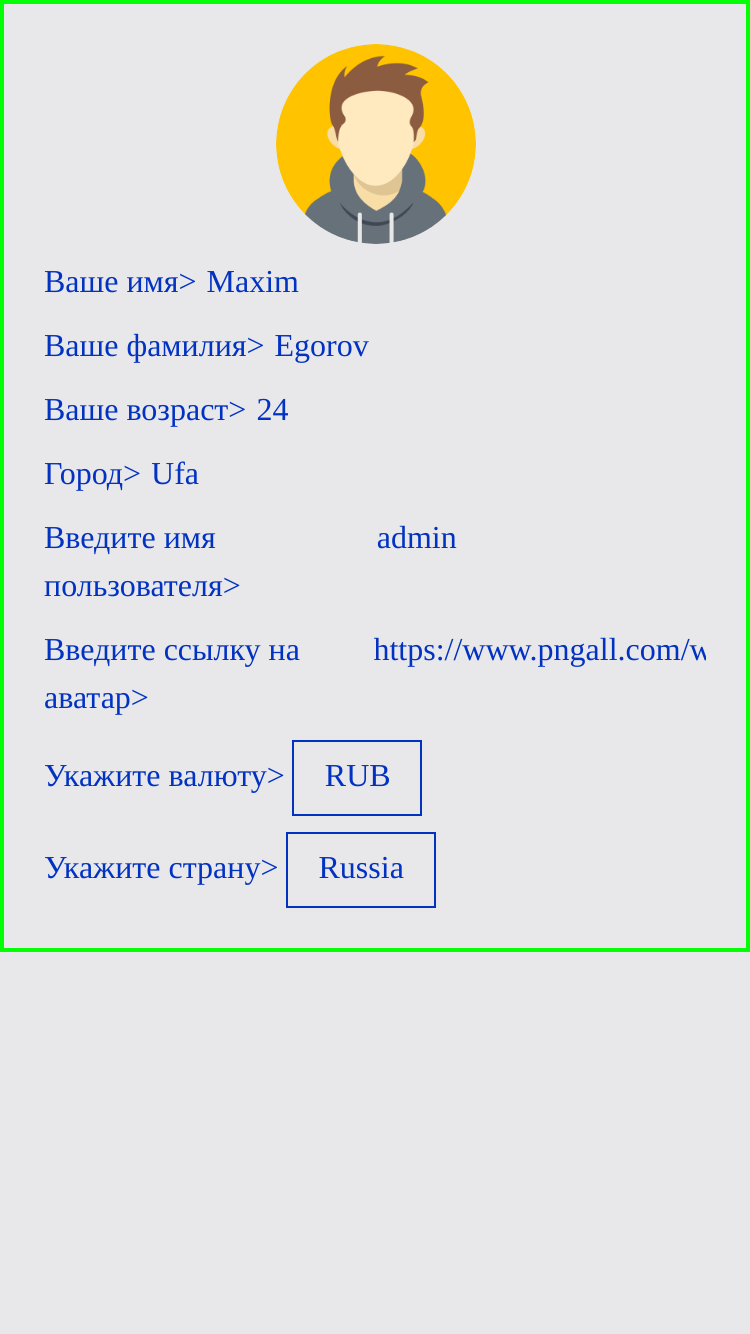 Ваше имя> Maxim
Ваше фамилия> Egorov
Ваше возраст> 24
Город> Ufa
Введите имя пользователя> admin
Введите ссылку на аватар> https://www.pngall.com/w
Укажите валюту> RUB
Укажите страну> Russia